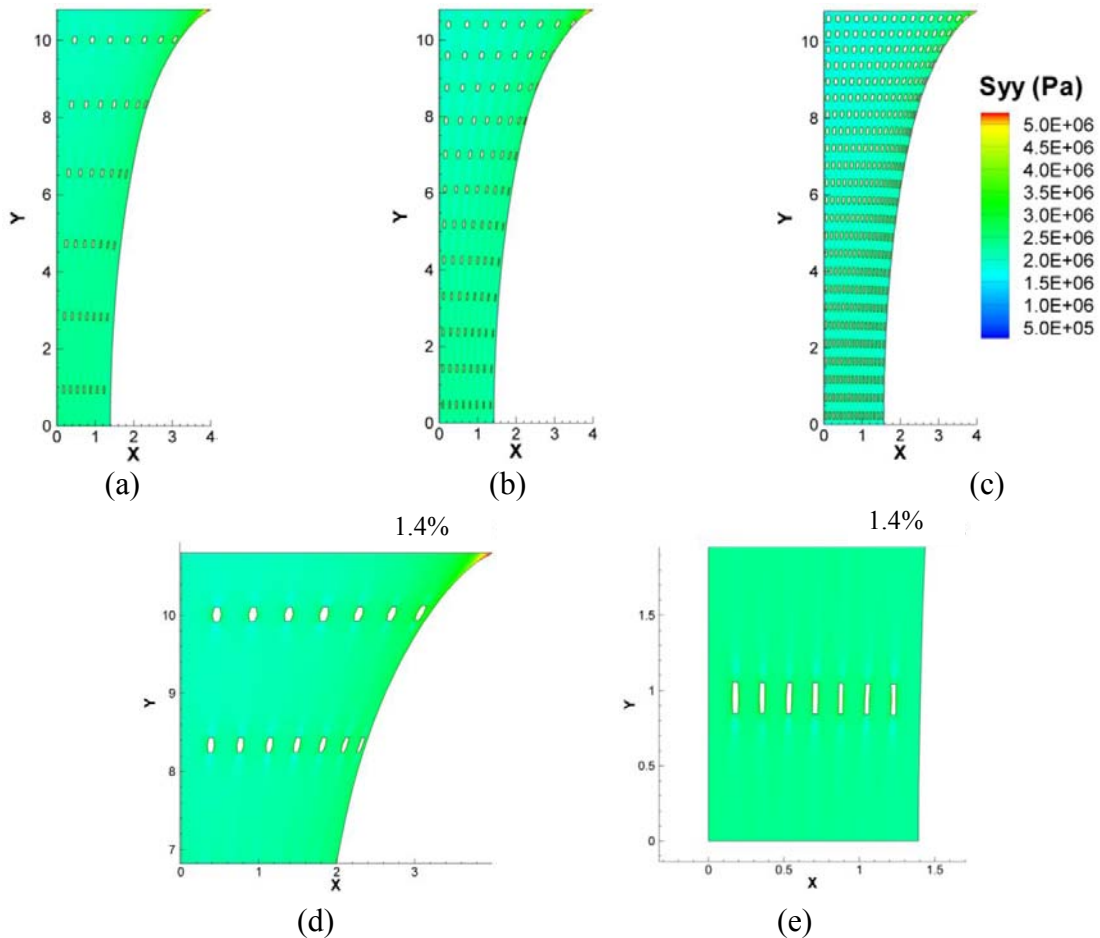 10
8
6
4
2
0
Y
0 1 2 3 4
X
(a)
10
8
6
4
2
0
Y
0 1 2 3 4
X
(b)
10
8
6
4
2
0
Y
0 1 2 3 4
X
(c)
Syy (Pa)
5.0E+06
4.5E+06
4.0E+06
3.5E+06
3.0E+06
2.5E+06
2.0E+06
1.5E+06
1.0E+06
5.0E+05
1.4%
10
9
8
7
Y
0 1 2 3
X
(d)
1.4%
1.5
1
0.5
0
Y
0 0.5 1 1.5
X
(e)